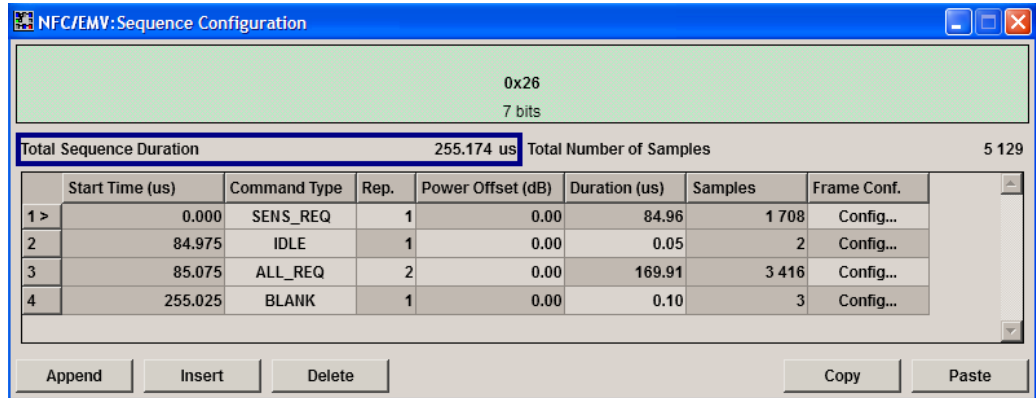 NFC/EMV: Sequence Configuration
0x26
7 bits
Total Sequence Duration 255.174 us Total Number of Samples 5 129
Start Time (us) Command Type Rep. Power Offset (dB) Duration (us) Samples Frame Conf.
1 > 0.000 SENS_REQ 1 0.00 84.96 1 708 Config...
2 84.975 IDLE 1 0.00 0.05 2 Config...
3 85.075 ALL_REQ 2 0.00 169.91 3 416 Config...
4 255.025 BLANK 1 0.00 0.10 3 Config...
Append Insert Delete Copy Paste